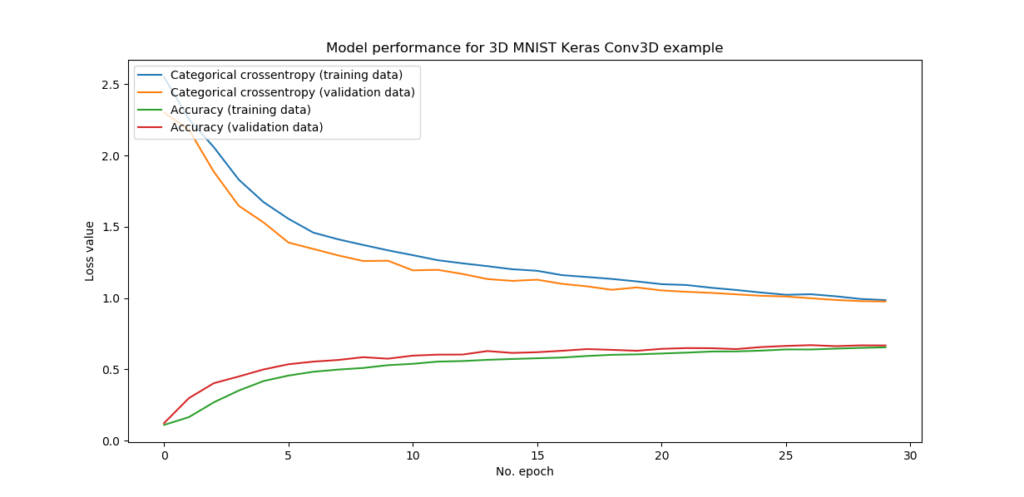 Model performance for 3D MNIST Keras Conv3D example
Categorical crossentropy (training data)
Categorical crossentropy (validation data)
Accuracy (training data)
Accuracy (validation data)
Loss value
2.5
2.0
1.5
1.0
0.5
0.0
0 5 10 15 20 25 30
No. epoch